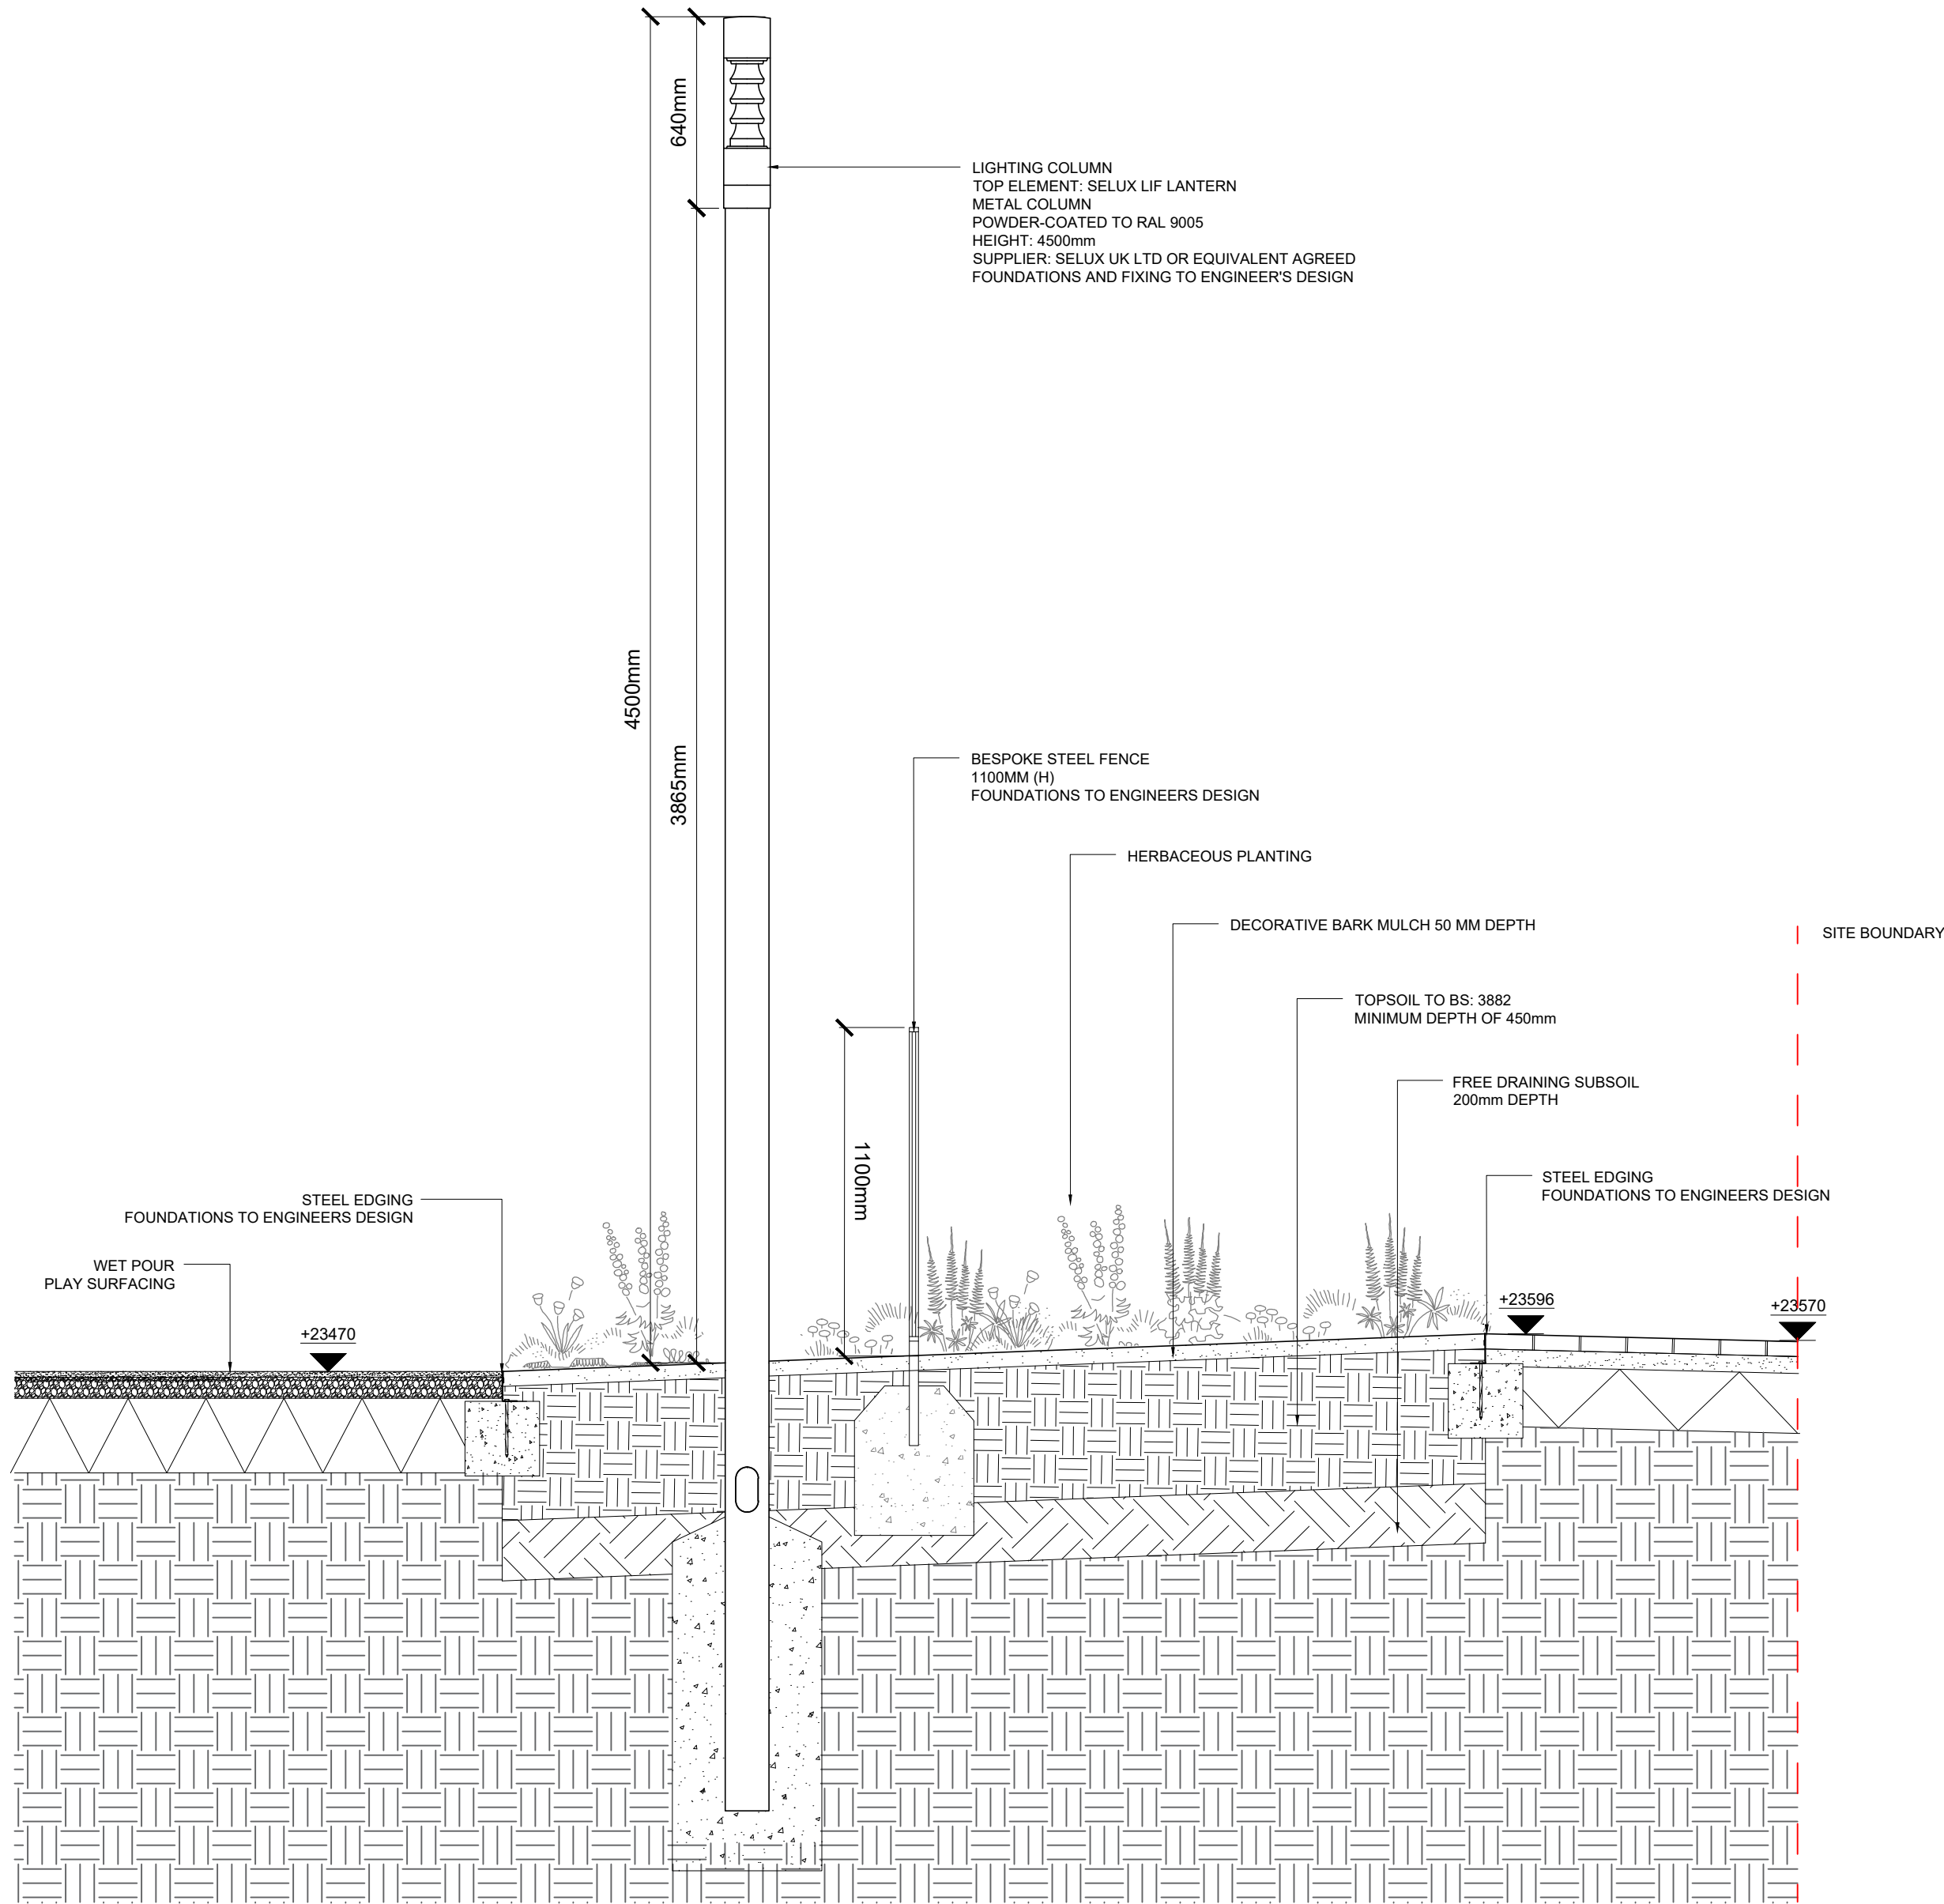 640mm
LIGHTING COLUMN
TOP ELEMENT: SELUX LIF LANTERN
METAL COLUMN
POWDER-COATED TO RAL 9005
HEIGHT: 4500mm
SUPPLIER: SELUX UK LTD OR EQUIVALENT AGREED
FOUNDATIONS AND FIXING TO ENGINEER'S DESIGN
4500mm
3865mm
BESPOKE STEEL FENCE
1100MM (H)
FOUNDATIONS TO ENGINEERS DESIGN
HERBACEOUS PLANTING
DECORATIVE BARK MULCH 50 MM DEPTH
SITE BOUNDARY
TOPSOIL TO BS: 3882
MINIMUM DEPTH OF 450mm
FREE DRAINING SUBSOIL
200mm DEPTH
1100mm
STEEL EDGING
FOUNDATIONS TO ENGINEERS DESIGN
STEEL EDGING
FOUNDATIONS TO ENGINEERS DESIGN
WET POUR
PLAY SURFACING
+23470
+23596
+23570